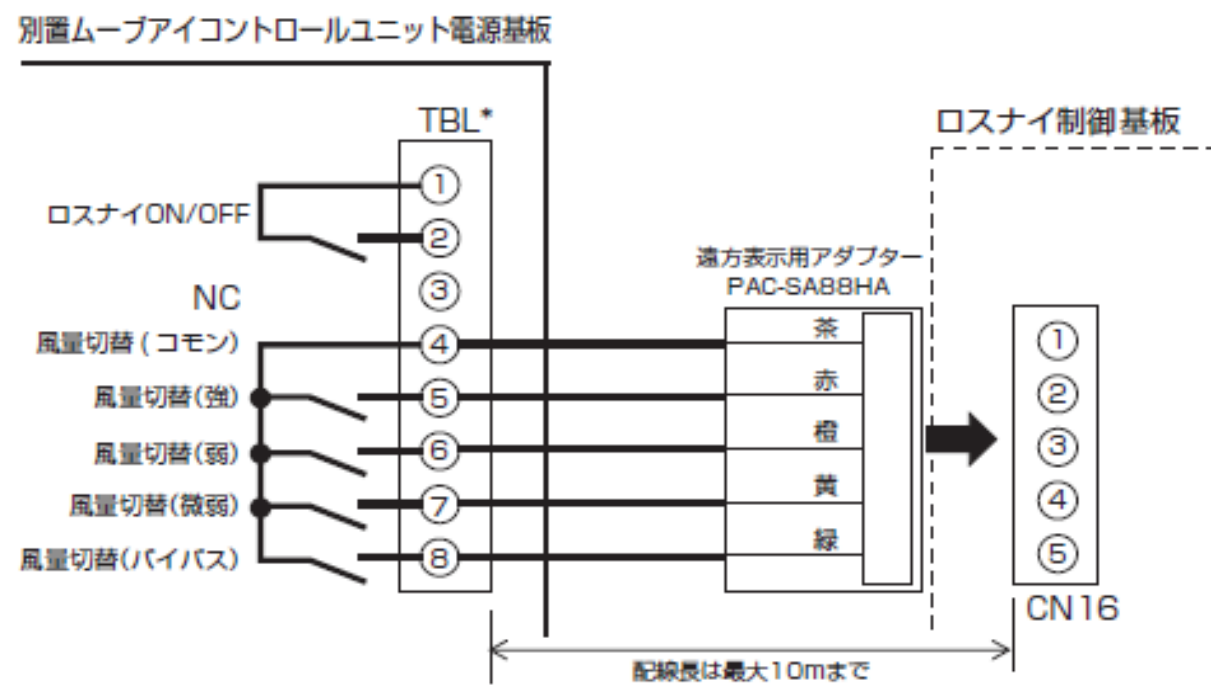 別置ムーブアイコントロールユニット電源基板
TBL*
ロスナイ制御基板
①
ロスナイON/OFF
②
遠方表示用アダプター
PAC-SA88HA
NC
③
風量切替(コモン)
④
茶
①
風量切替(強)
⑤
赤
②
風量切替(弱)
⑥
橙
③
風量切替(微弱)
⑦
黄
④
風量切替(バイパス)
⑧
緑
⑤
CN16
配線長は最大10mまで